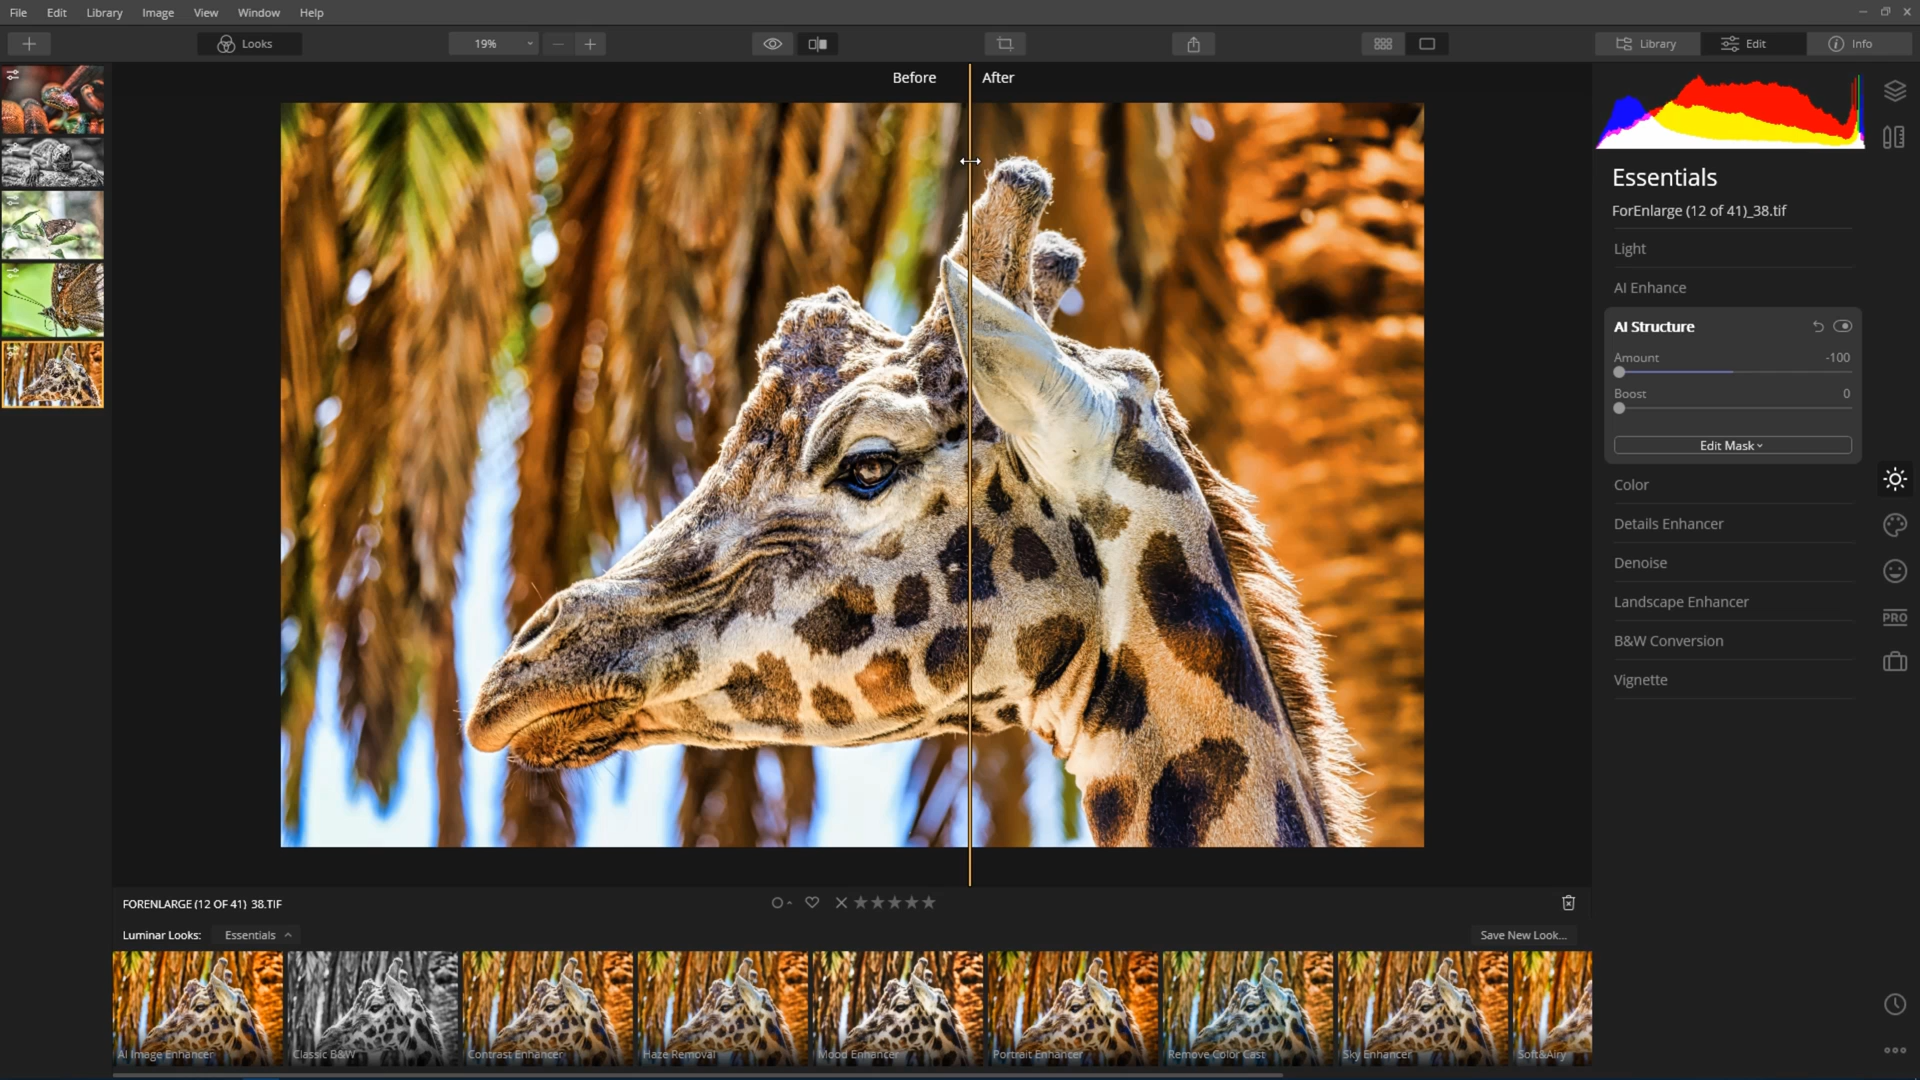 File Edit Library Image View Window Help
Looks 19% Library Edit Info
Before After
Essentials
ForEnlarge (12 of 41)_38.tif
Light
AI Enhance
AI Structure
Amount -100
Boost 0
Edit Mask
Color
Details Enhancer
Denoise
Landscape Enhancer
B&W Conversion
Vignette
PRO
FORENLARGE (12 OF 41)_38.TIF
Luminar Looks: Essentials Save New Look...
AI Image Enhancer Classic B&W Contrast Enhancer Haze Removal Mood Enhancer Portrait Enhancer Remove Color Cast Sky Enhancer Soft&Airy